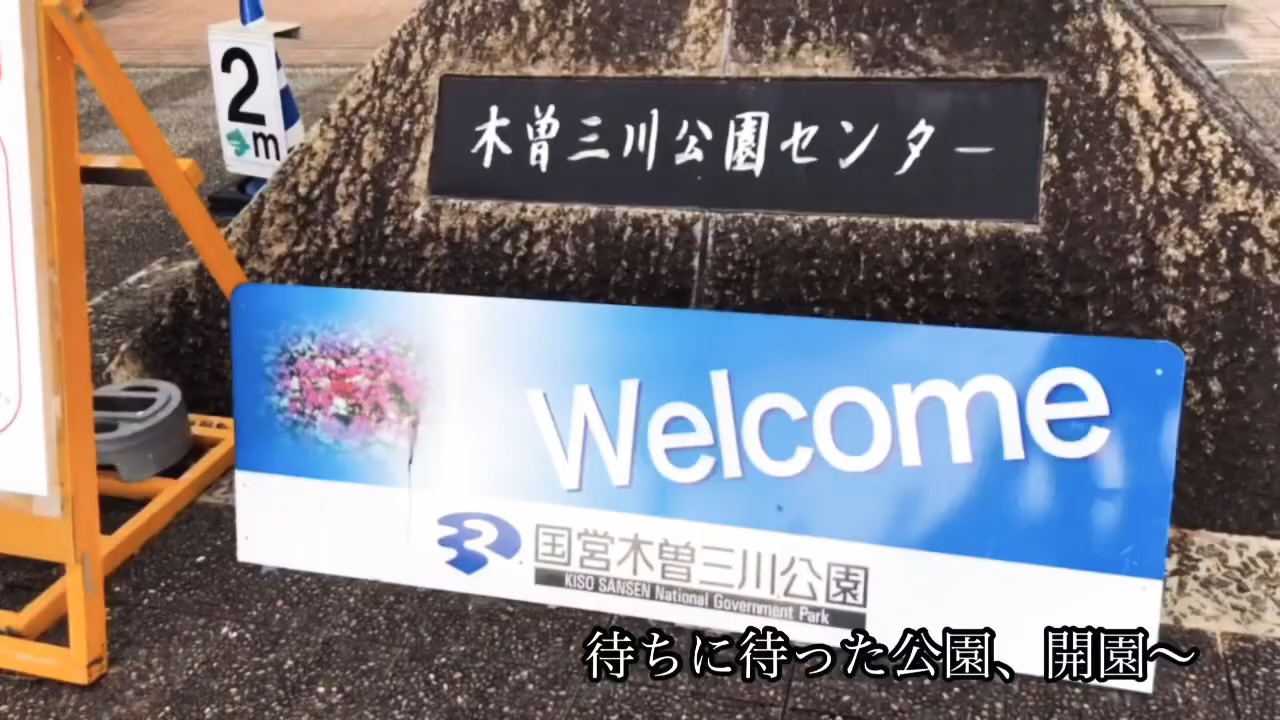 2
m
木曽三川公園センター
Welcome
国営木曽三川公園
KISO SANSEN National Government Park
待ちに待った公園、開園～